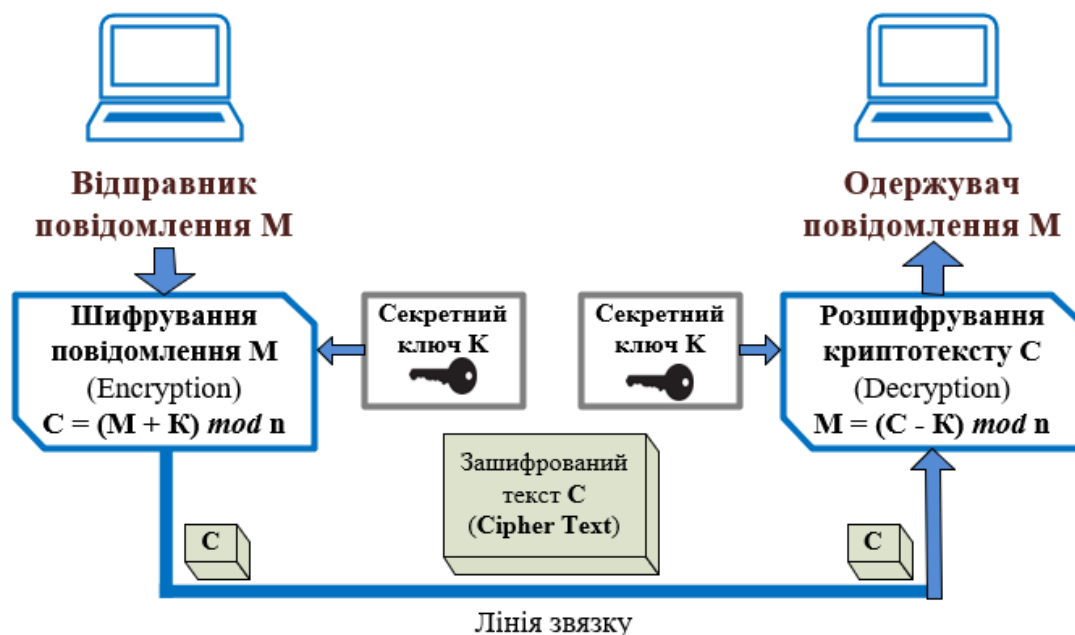 Відправник
повідомлення М
Одержувач
повідомлення М
Шифрування
повідомлення М
(Encryption)
С = (М + К) mod n
Секретний
ключ К
Секретний
ключ К
Розшифрування
криптотексту С
(Decryption)
М = (С - К) mod n
Зашифрований
текст С
(Cipher Text)
С
С
Лінія звязку